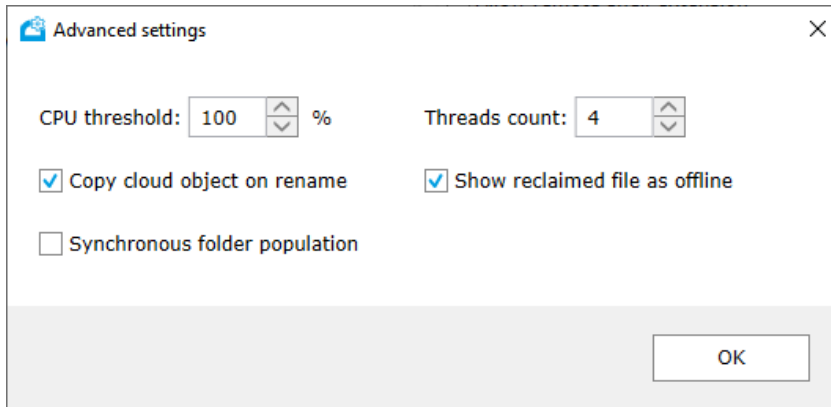 Advanced settings
CPU threshold: 100 % Threads count: 4
Copy cloud object on rename Show reclaimed file as offline
Synchronous folder population
OK